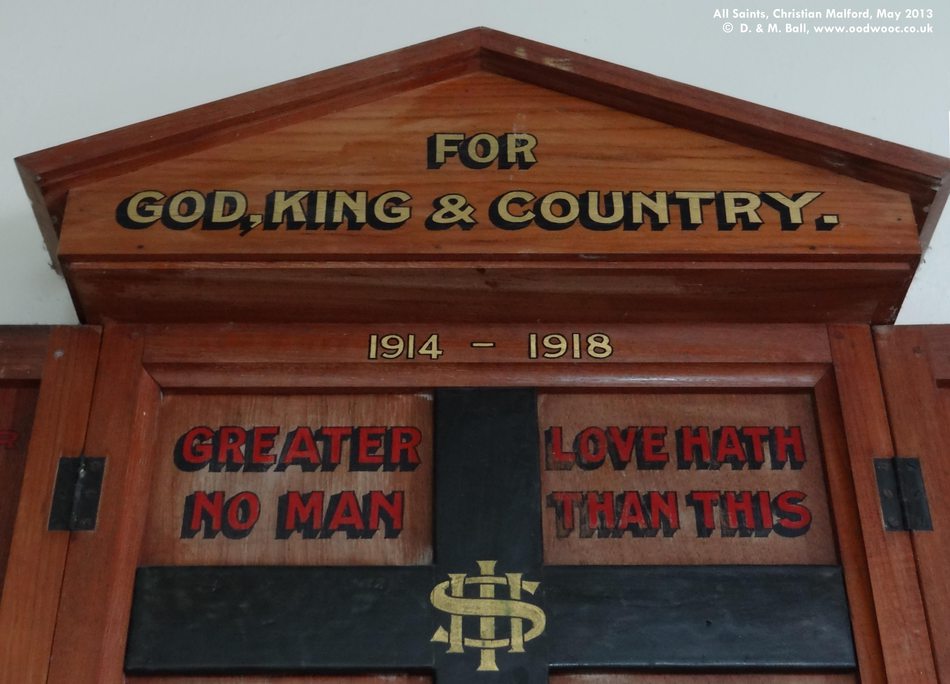 All Saints, Christian Malford, May 2013
© D. & M. Ball, www.oodwooc.co.uk
FOR
GOD, KING & COUNTRY.
1914 - 1918
GREATER LOVE HATH
NO MAN THAN THIS
IHS